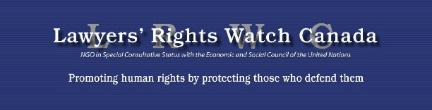 L R W C
Lawyers' Rights Watch Canada
NGO in Special Consultative Status with the Economic and Social Council of the United Nations
Promoting human rights by protecting those who defend them